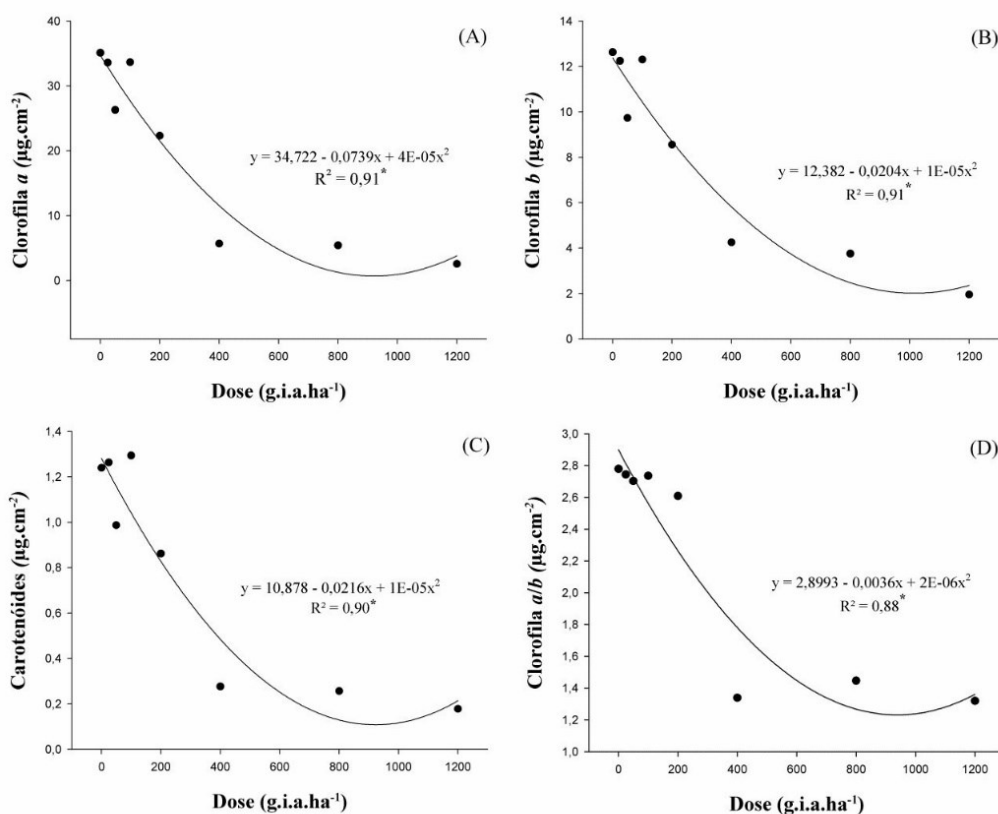 40
30
20
10
0
Clorofila a (µg.cm⁻²)
(A)
y = 34,722 - 0,0739x + 4E-05x²
R² = 0,91*
0 200 400 600 800 1000 1200
Dose (g.i.a.ha⁻¹)
14
12
10
8
6
4
2
0
Clorofila b (µg.cm⁻²)
(B)
y = 12,382 - 0,0204x + 1E-05x²
R² = 0,91*
0 200 400 600 800 1000 1200
Dose (g.i.a.ha⁻¹)
1,4
1,2
1,0
0,8
0,6
0,4
0,2
0,0
Carotenóides (µg.cm⁻²)
(C)
y = 10,878 - 0,0216x + 1E-05x²
R² = 0,90*
0 200 400 600 800 1000 1200
Dose (g.i.a.ha⁻¹)
3,0
2,8
2,6
2,4
2,2
2,0
1,8
1,6
1,4
1,2
1,0
Clorofila a/b (µg.cm⁻²)
(D)
y = 2,8993 - 0,0036x + 2E-06x²
R² = 0,88*
0 200 400 600 800 1000 1200
Dose (g.i.a.ha⁻¹)